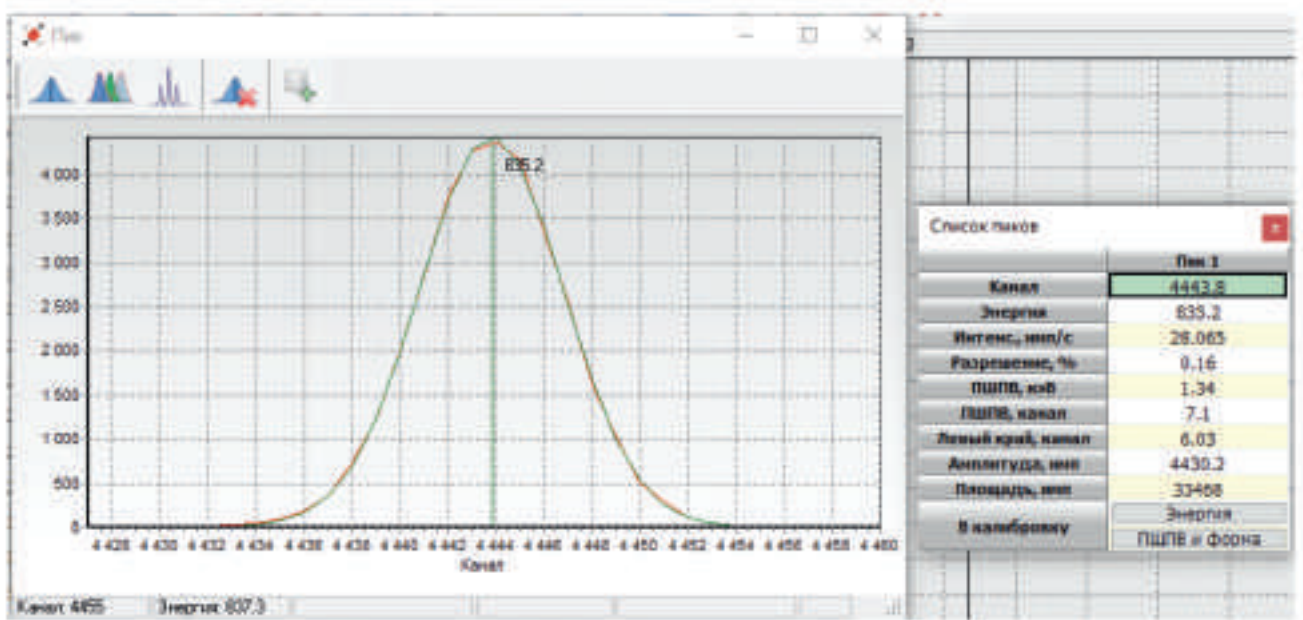 Пик
835.2
4 000
3 500
3 000
2 500
2 000
1 500
1 000
500
0
4 428 4 430 4 432 4 434 4 436 4 438 4 440 4 442 4 444 4 446 4 448 4 450 4 452 4 454 4 456 4 458 4 460
Канал
Канал: 4455 Энергия: 837.3
Список пиков
Пик 1
Канал 4443.8
Энергия 835.2
Интенс., имп/с 28.065
Разрешение, % 0.16
ПШПВ, кэВ 1.34
ПШПВ, канал 7.1
Левый край, канал 6.03
Амплитуда, имп 4430.2
Площадь, имп 33468
В калибровку Энергия
ПШПВ и форма